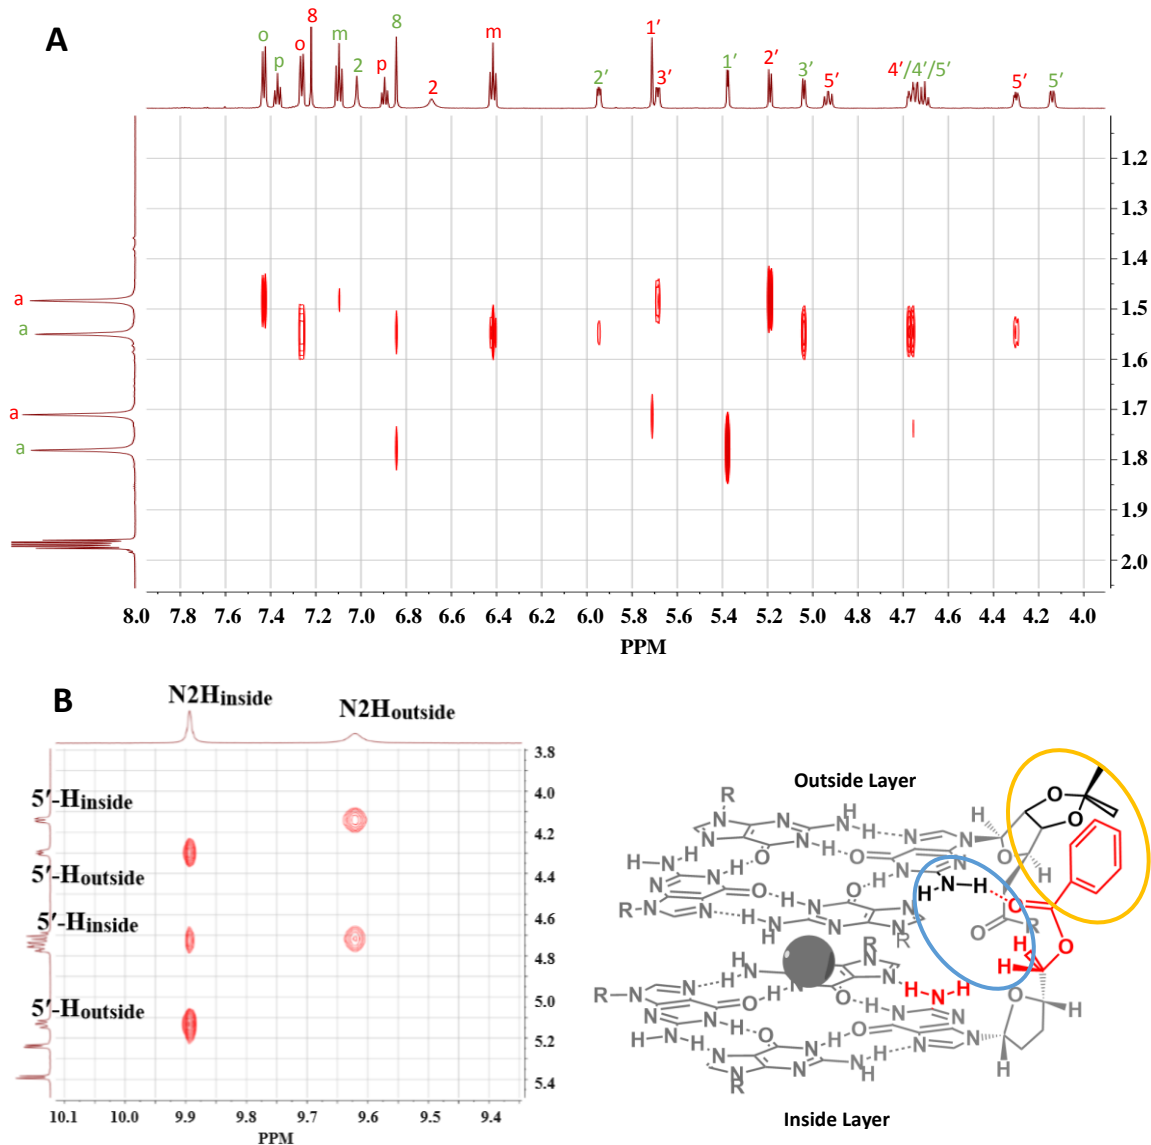 A
o p o 8 m 2 p 8 2 m 2′ 1′ 3′ 1′ 2′ 3′ 5′ 4′/4′/5′ 5′ 5′
a
a
a
a
1.2
1.3
1.4
1.5
1.6
1.7
1.8
1.9
2.0
8.0 7.8 7.6 7.4 7.2 7.0 6.8 6.6 6.4 6.2 6.0 5.8 5.6 5.4 5.2 5.0 4.8 4.6 4.4 4.2 4.0
PPM
B
N2Hinside
N2Houtside
5′-Hinside
5′-Houtside
5′-Hinside
5′-Houtside
3.8
4.0
4.2
4.4
4.6
4.8
5.0
5.2
5.4
10.1 10.0 9.9 9.8 9.7 9.6 9.5 9.4
PPM
Outside Layer
R
N
N
N
N
N
H
H
N
N
H
O
O
O
O
H
H
N
H
H
N
H
N
N
N
N
R
N
H
O
N
H
N
N
N
N
N
H
H
N
H
O
O
R
O
H
H
R
R
N
N
H
N
H
H
O
H
R
N
N
N
H
O
N
N
H
H
O
N
N
N
O
H
H
N
N
H
O
N
N
N
N
H
H
R
H
Inside Layer